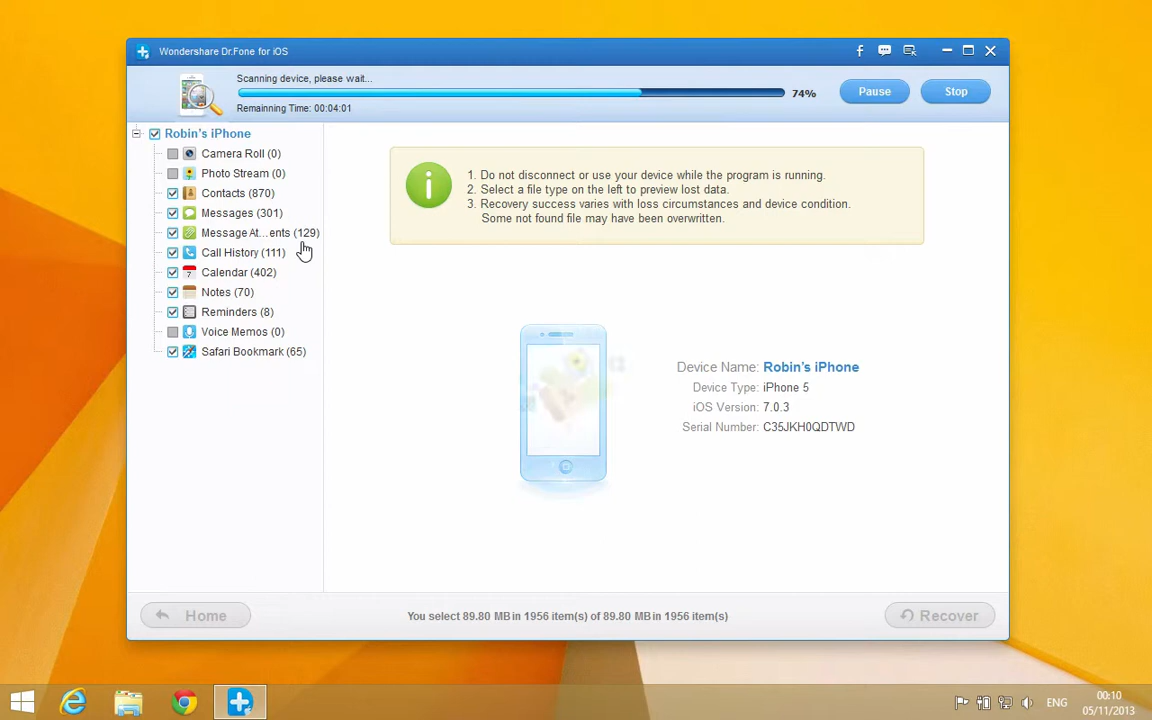 Wondershare Dr.Fone for iOS
Scanning device, please wait...
74%
Pause
Stop
Remaining Time: 00:04:01
Robin's iPhone
Camera Roll (0)
Photo Stream (0)
Contacts (870)
Messages (301)
Message At...ents (129)
Call History (111)
Calendar (402)
Notes (70)
Reminders (8)
Voice Memos (0)
Safari Bookmark (65)
1. Do not disconnect or use your device while the program is running.
2. Select a file type on the left to preview lost data.
3. Recovery success varies with loss circumstances and device condition.
Some not found file may have been overwritten.
Device Name: Robin's iPhone
Device Type: iPhone 5
iOS Version: 7.0.3
Serial Number: C35JKH0QDTWD
Home
You select 89.80 MB in 1956 item(s) of 89.80 MB in 1956 item(s)
Recover
ENG
00:10
05/11/2013